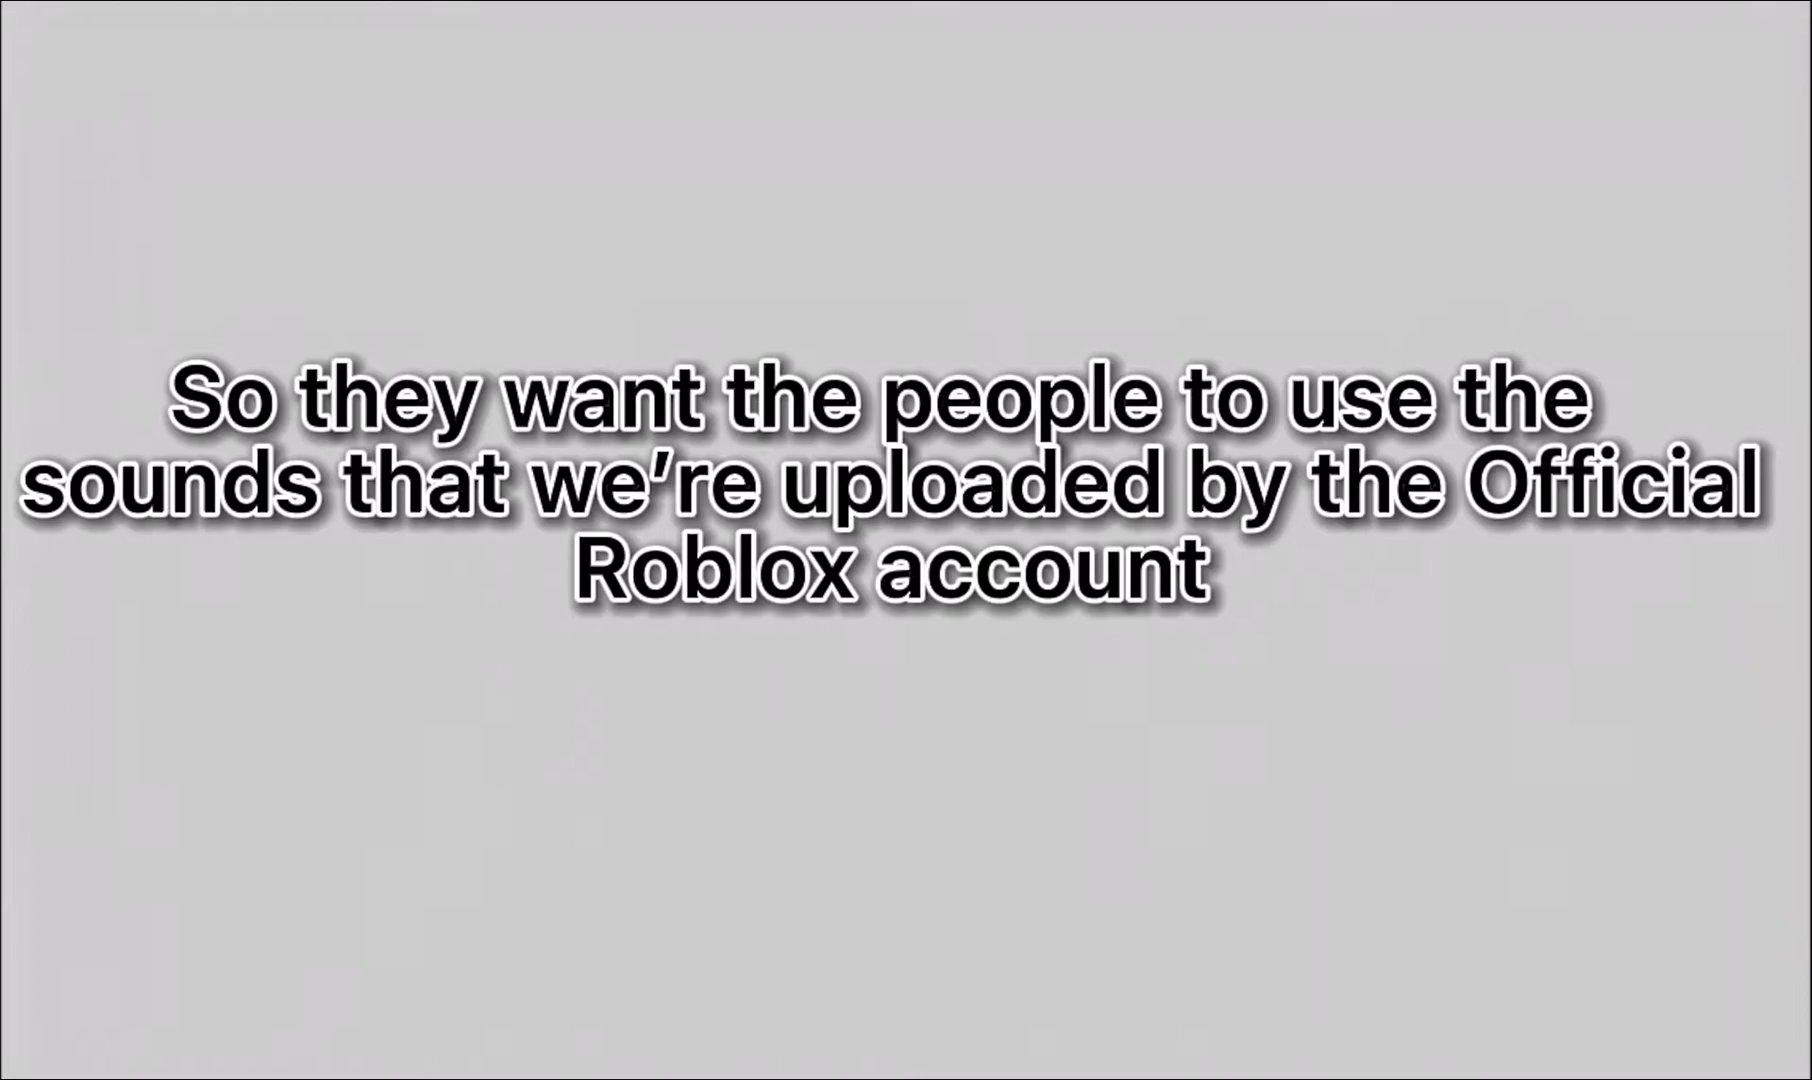 So they want the people to use the
sounds that we’re uploaded by the Official
Roblox account